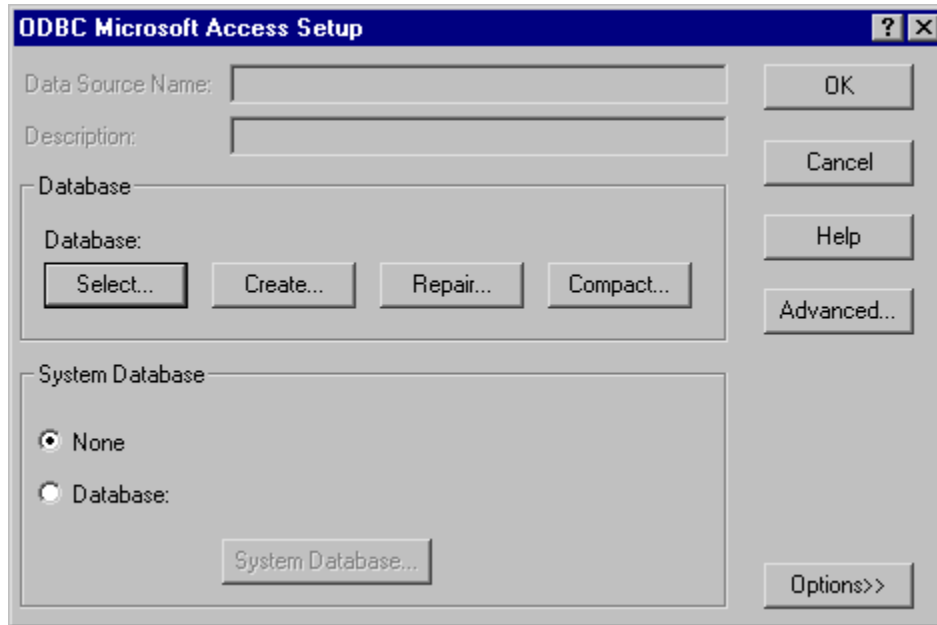 ODBC Microsoft Access Setup
Data Source Name:
OK
Description:
Cancel
Database
Database:
Help
Select...
Create...
Repair...
Compact...
Advanced...
System Database
None
Database:
System Database...
Options>>